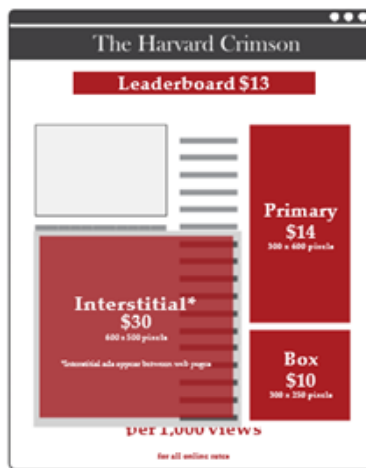 The Harvard Crimson
Leaderboard $13
Primary
$14
300 x 600 pixels
Interstitial*
$30
600 x 500 pixels
*Interstitial ads appear between web pages
Box
$10
300 x 250 pixels
per 1,000 views
for all online rates